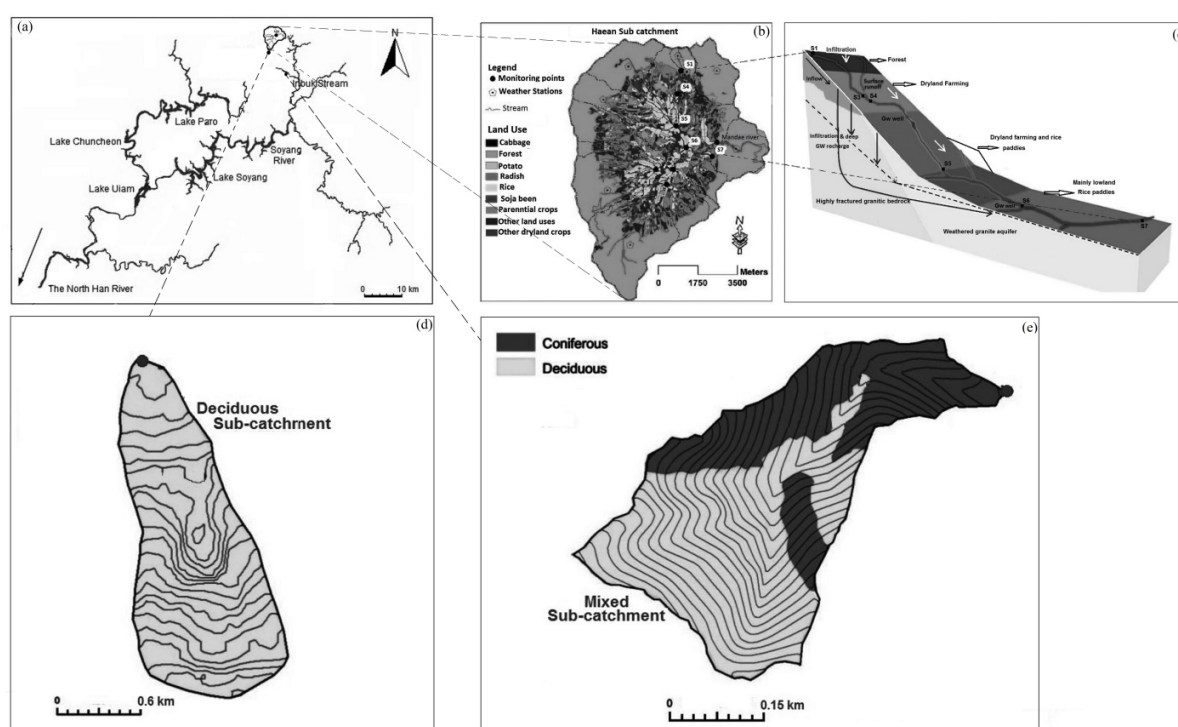 (a)
N
Inbuk Stream
Lake Paro
Lake Chuncheon
Soyang
River
Lake Soyang
Lake Uiam
The North Han River
0 10 km
(b)
Haean Sub catchment
Legend
Monitoring points
Weather Stations
Stream
Land Use
Cabbage
Forest
Potato
Radish
Rice
Soja been
Parenntial crops
Other land uses
Other dryland crops
S1
S4
S5
S6
S7
Mandae river
N
Meters
0 1750 3500
S1
Infiltration
Forest
Inflow
Surface
runoff
Dryland Farming
S3
S4
Gw well
Infiltration & deep
GW recharge
Dryland farming and rice
paddies
S5
Mainly lowland
Rice paddies
Highly fractured granitic bedrock
Gw well
S6
S7
Weathered granite aquifer
(d)
Deciduous
Sub-catchment
0.6 km
(e)
Coniferous
Deciduous
Mixed
Sub-catchment
0 0.15 km